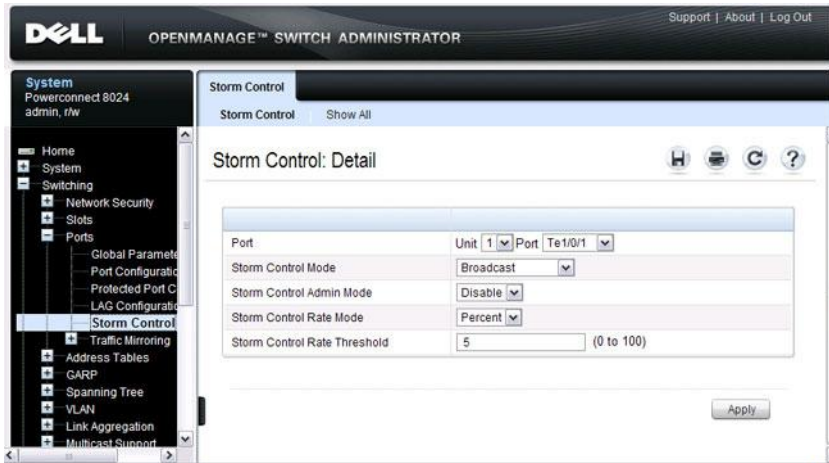 Support | About | Log Out
DELL
OPENMANAGE™ SWITCH ADMINISTRATOR
System
Powerconnect 8024
admin, r/w
Home
System
Switching
Network Security
Slots
Ports
Global Paramete
Port Configuratic
Protected Port C
LAG Configuratic
Storm Control
Traffic Mirroring
Address Tables
GARP
Spanning Tree
VLAN
Link Aggregation
Multicast Support
Storm Control
Storm Control Show All
Storm Control: Detail
Port Unit 1 Port Te1/0/1
Storm Control Mode Broadcast
Storm Control Admin Mode Disable
Storm Control Rate Mode Percent
Storm Control Rate Threshold 5 (0 to 100)
Apply